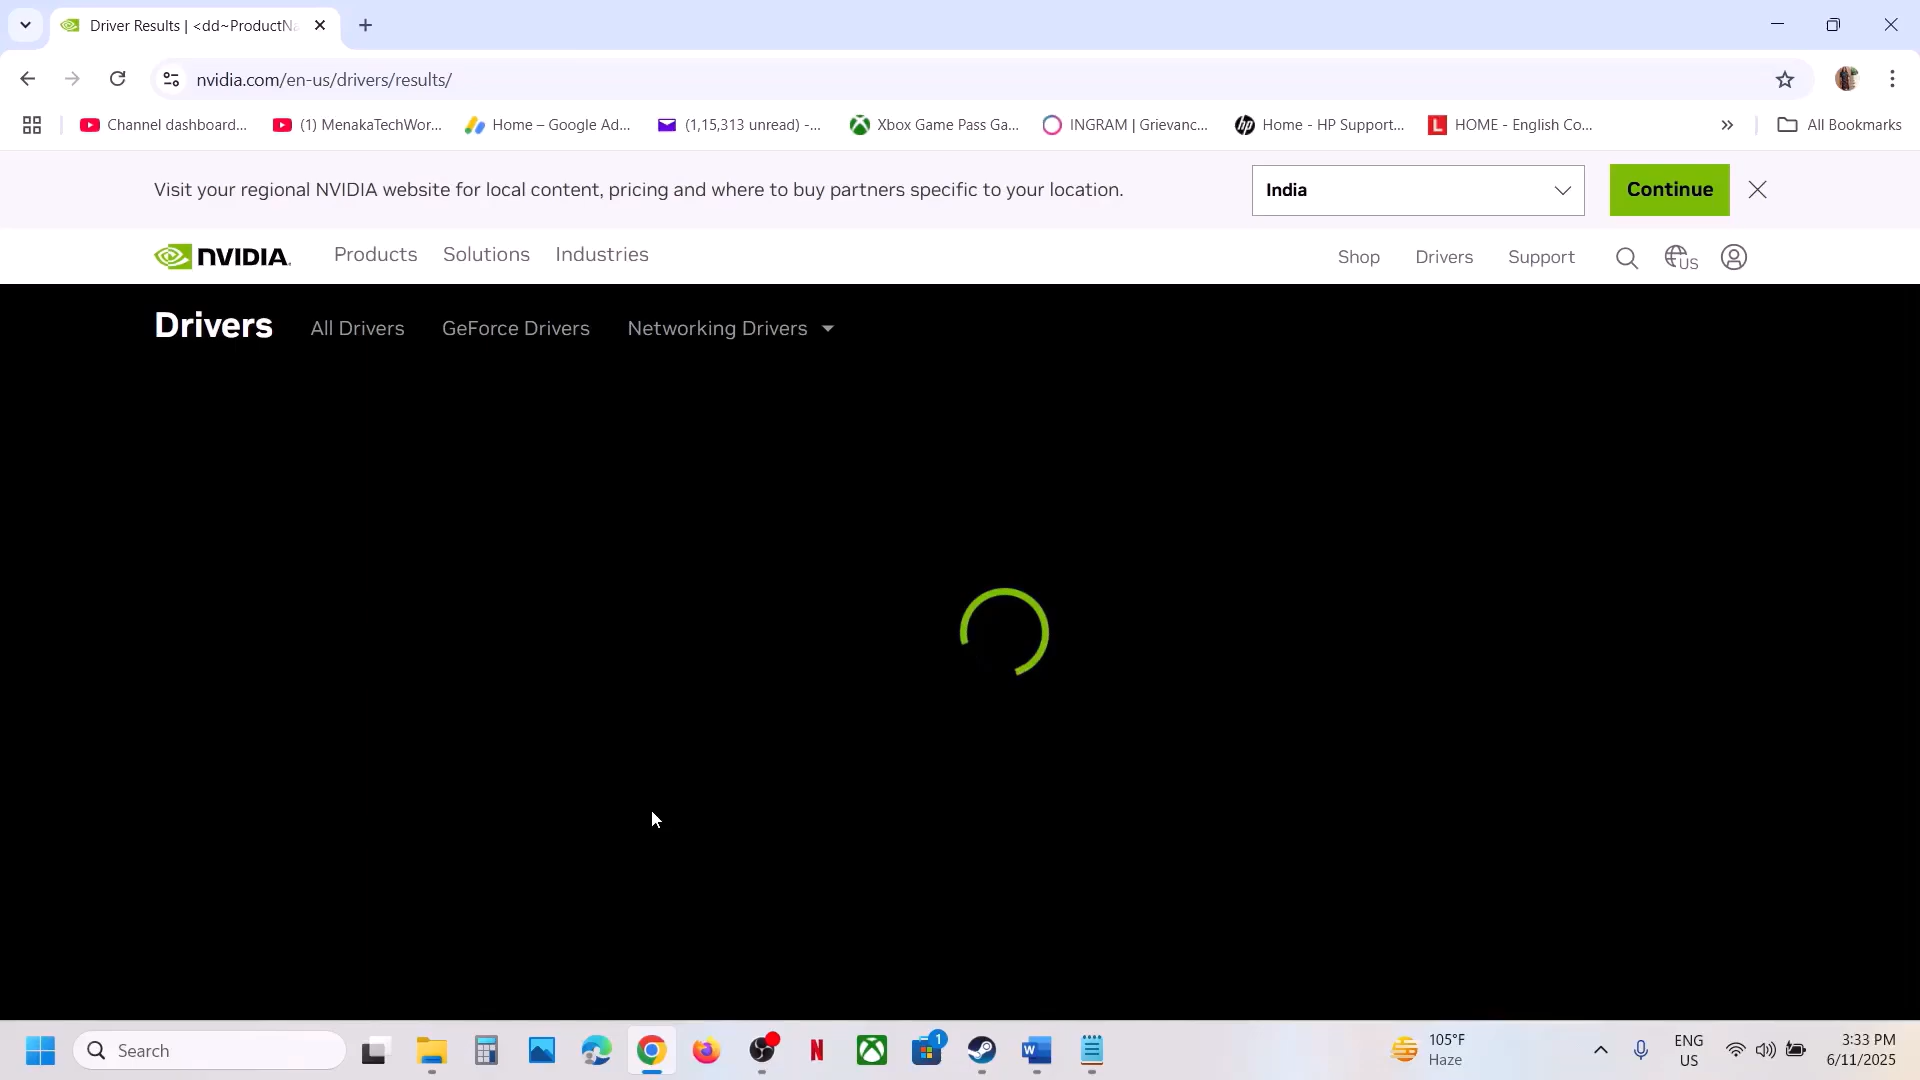 Driver Results | <dd~ProductNa
nvidia.com/en-us/drivers/results/
Channel dashboard...
(1) MenakaTechWor...
Home – Google Ad...
(1,15,313 unread) -...
Xbox Game Pass Ga...
INGRAM | Grievanc...
Home - HP Support...
HOME - English Co...
All Bookmarks
Visit your regional NVIDIA website for local content, pricing and where to buy partners specific to your location.
India
Continue
NVIDIA.
Products
Solutions
Industries
Shop
Drivers
Support
US
Drivers
All Drivers
GeForce Drivers
Networking Drivers
Search
1
105°F
Haze
ENG
US
3:33 PM
6/11/2025